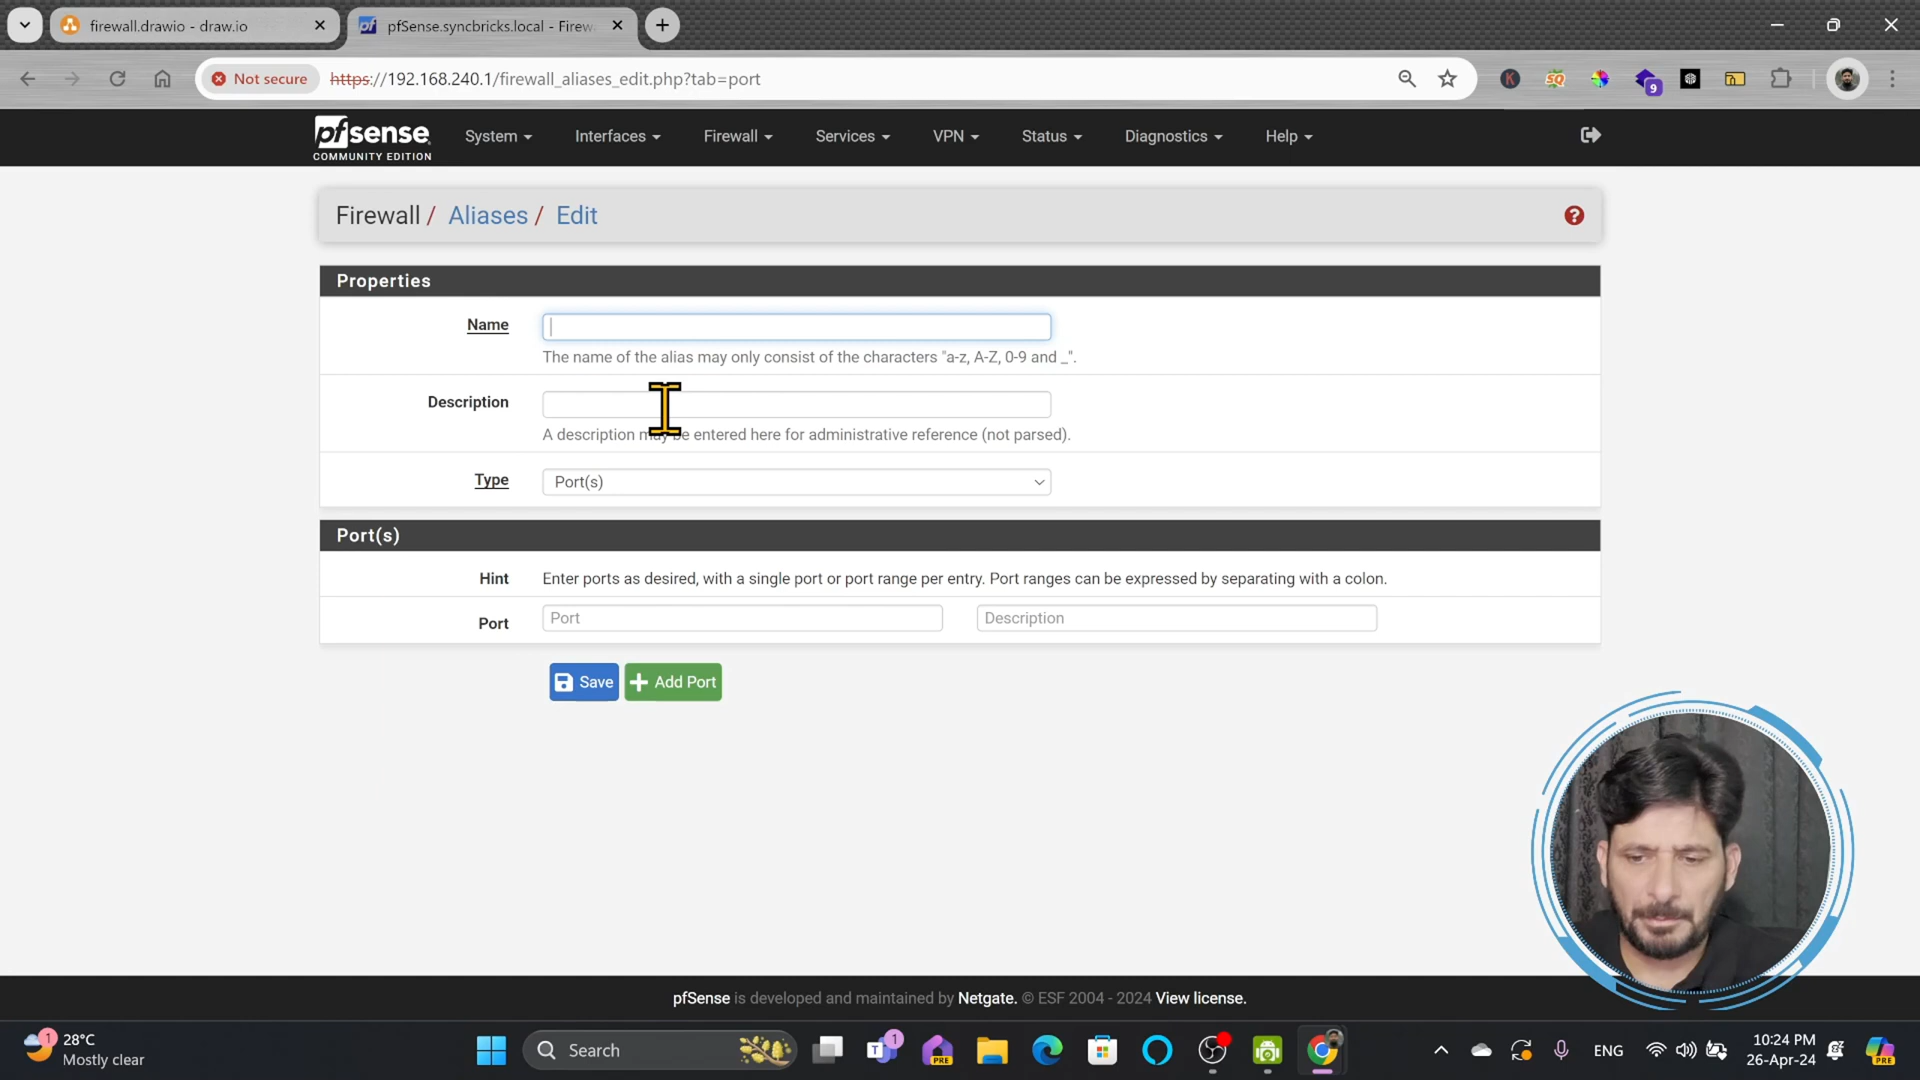 firewall.drawio - draw.io
pfSense.syncbricks.local - Firew
Not secure
https://192.168.240.1/firewall_aliases_edit.php?tab=port
9
pfsense
COMMUNITY EDITION
System
Interfaces
Firewall
Services
VPN
Status
Diagnostics
Help
Firewall / Aliases / Edit
Properties
Name
The name of the alias may only consist of the characters "a-z, A-Z, 0-9 and _".
Description
A description may be entered here for administrative reference (not parsed).
Type
Port(s)
Port(s)
Hint
Enter ports as desired, with a single port or port range per entry. Port ranges can be expressed by separating with a colon.
Port
Port
Description
Save
Add Port
pfSense is developed and maintained by Netgate. © ESF 2004 - 2024 View license.
1
28°C
Mostly clear
Search
1
PRE
ENG
10:24 PM
26-Apr-24
PRE